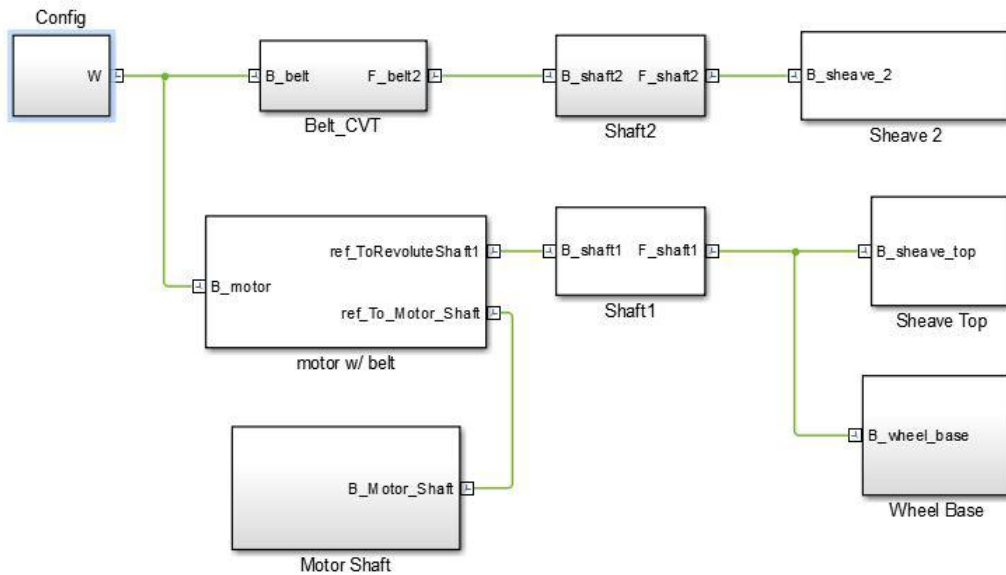 Config
W
B_belt
F_belt2
Belt_CVT
B_shaft2
F_shaft2
Shaft2
B_sheave_2
Sheave 2
B_motor
ref_ToRevoluteShaft1
ref_To_Motor_Shaft
motor w/ belt
B_shaft1
F_shaft1
Shaft1
B_sheave_top
Sheave Top
B_Motor_Shaft
Motor Shaft
B_wheel_base
Wheel Base